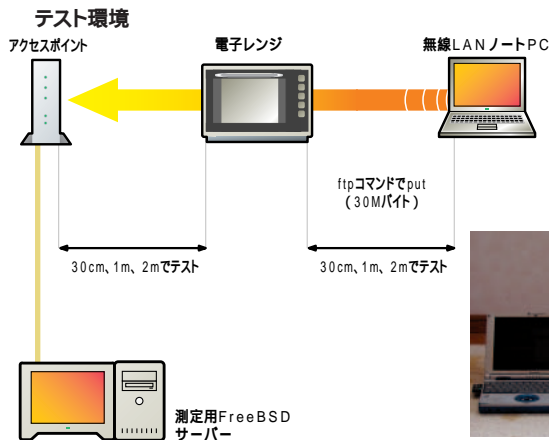 テスト環境
アクセスポイント
電子レンジ
無線LANノートPC
ftpコマンドでput
(30Mバイト)
30cm、1m、2mでテスト
30cm、1m、2mでテスト
測定用FreeBSD
サーバー